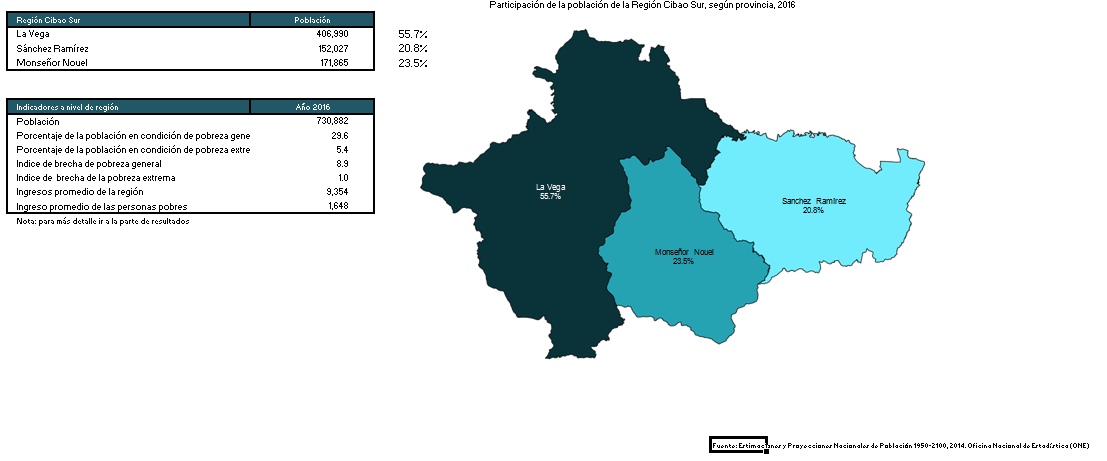 Participación de la población de la Región Cibao Sur, según provincia, 2016
Región Cibao Sur Población
La Vega 406,990 55.7%
Sánchez Ramírez 152,027 20.8%
Monseñor Nouel 171,865 23.5%
Indicadores a nivel de región Año 2016
Población 730,882
Porcentaje de la población en condición de pobreza gene 29.6
Porcentaje de la población en condición de pobreza extre 5.4
Indice de brecha de pobreza general 8.9
Indice de brecha de la pobreza extrema 1.0
Ingresos promedio de la región 9,354
Ingreso promedio de las personas pobres 1,648
Nota: para más detalle ir a la parte de resultados
La Vega
55.7%
Sanchez Ramírez
20.8%
Monseñor Nouel
23.5%
Fuente: Estimaciones y Proyecciones Nacionales de Población 1950-2100, 2014. Oficina Nacional de Estadística (ONE)